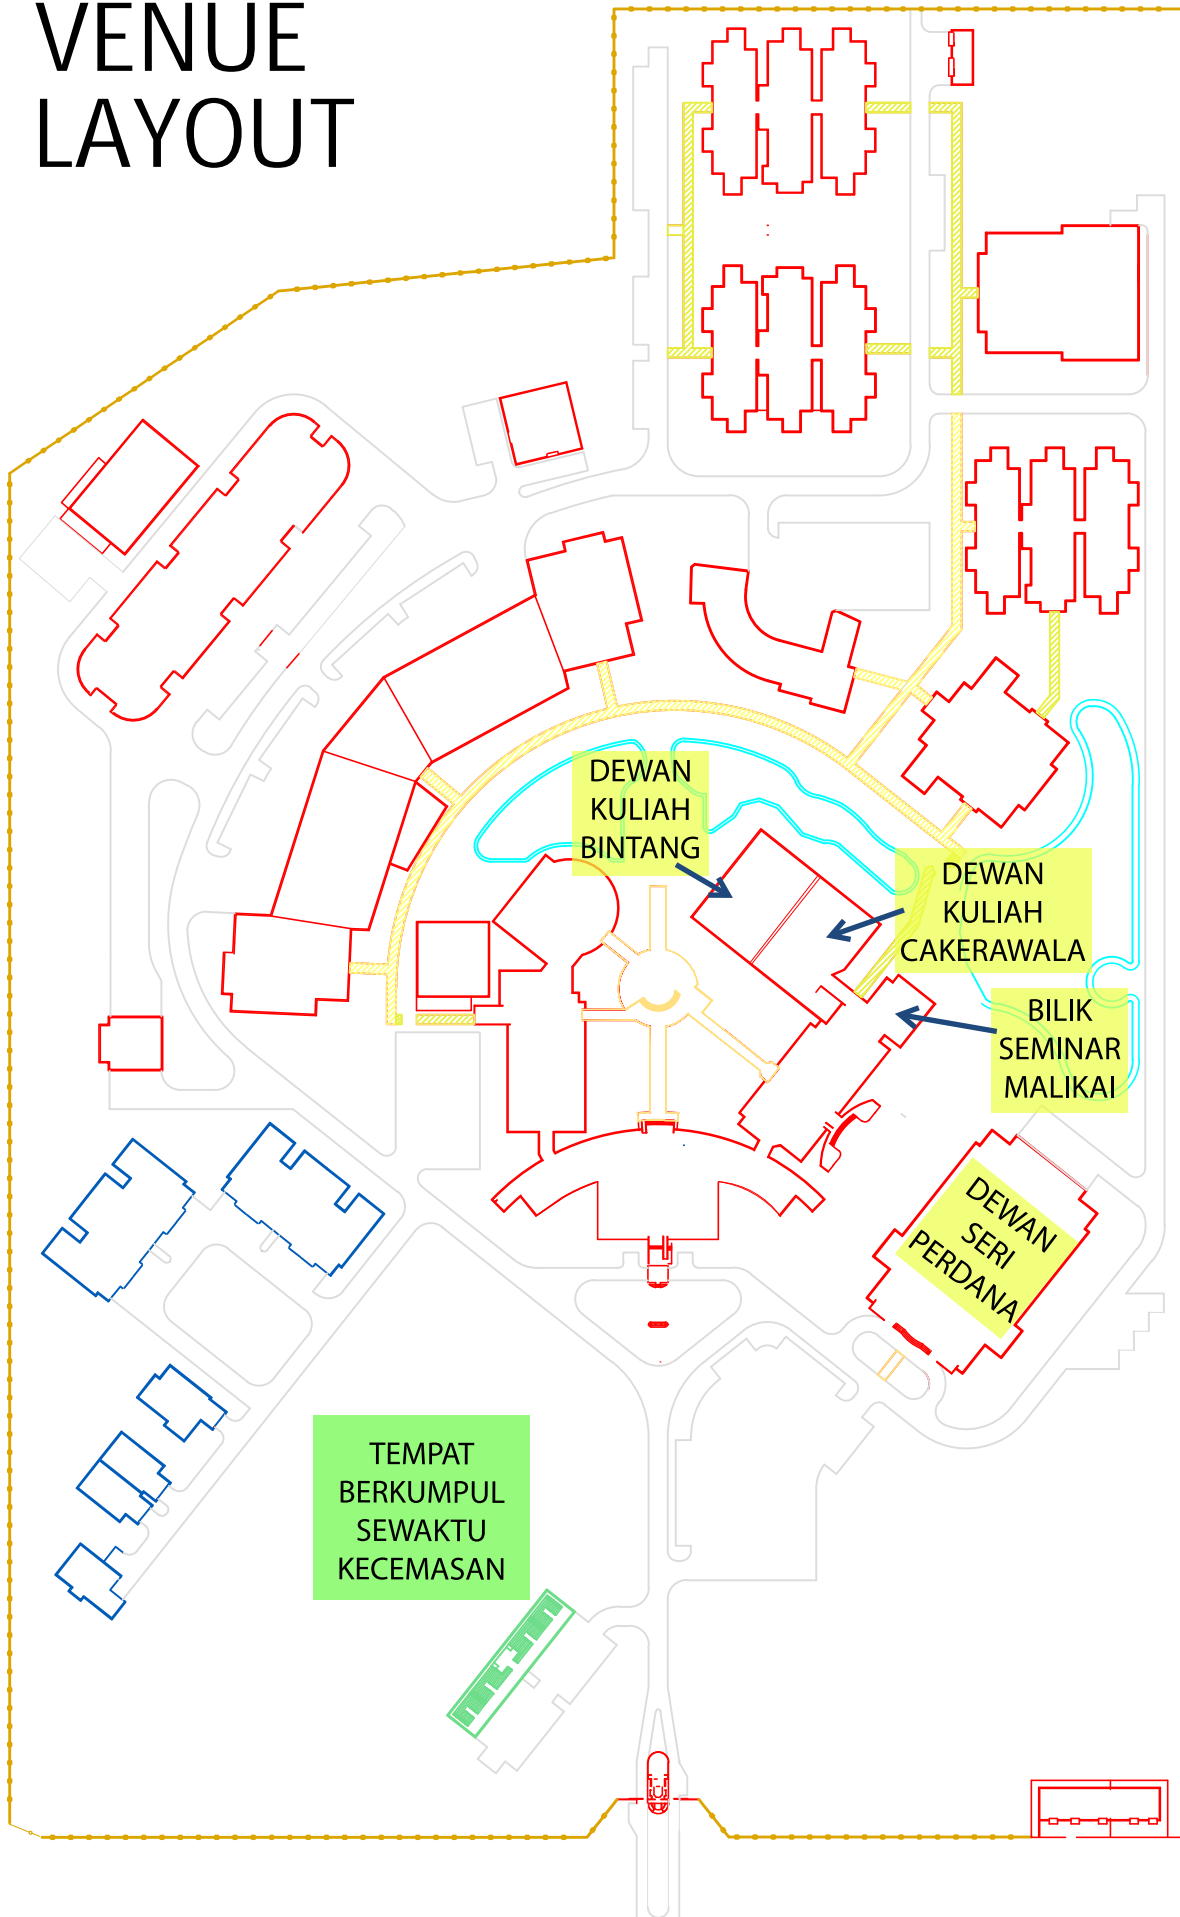 VENUE
LAYOUT
DEWAN
KULIAH
BINTANG
DEWAN
KULIAH
CAKERAWALA
BILIK
SEMINAR
MALIKAI
DEWAN
SERI
PERDANA
TEMPAT
BERKUMPUL
SEWAKTU
KECEMASAN